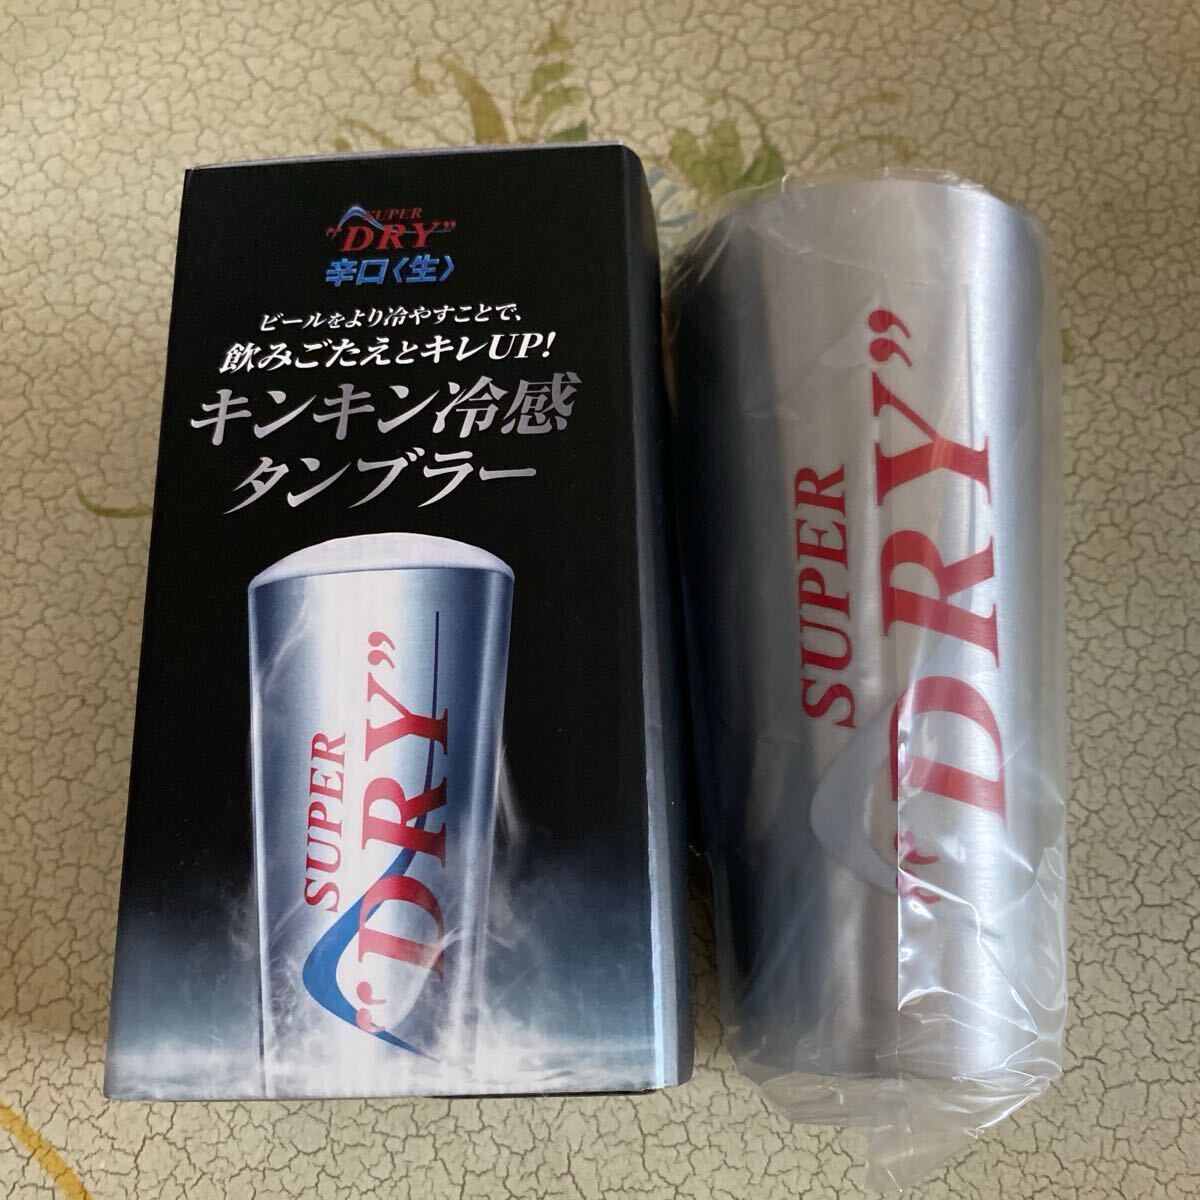 SUPER
“DRY”
辛口〈生〉
ビールをより冷やすことで、
飲みごたえとキレUP!
キンキン冷感
タンブラー
SUPER
“DRY”
SUPER
“DRY”